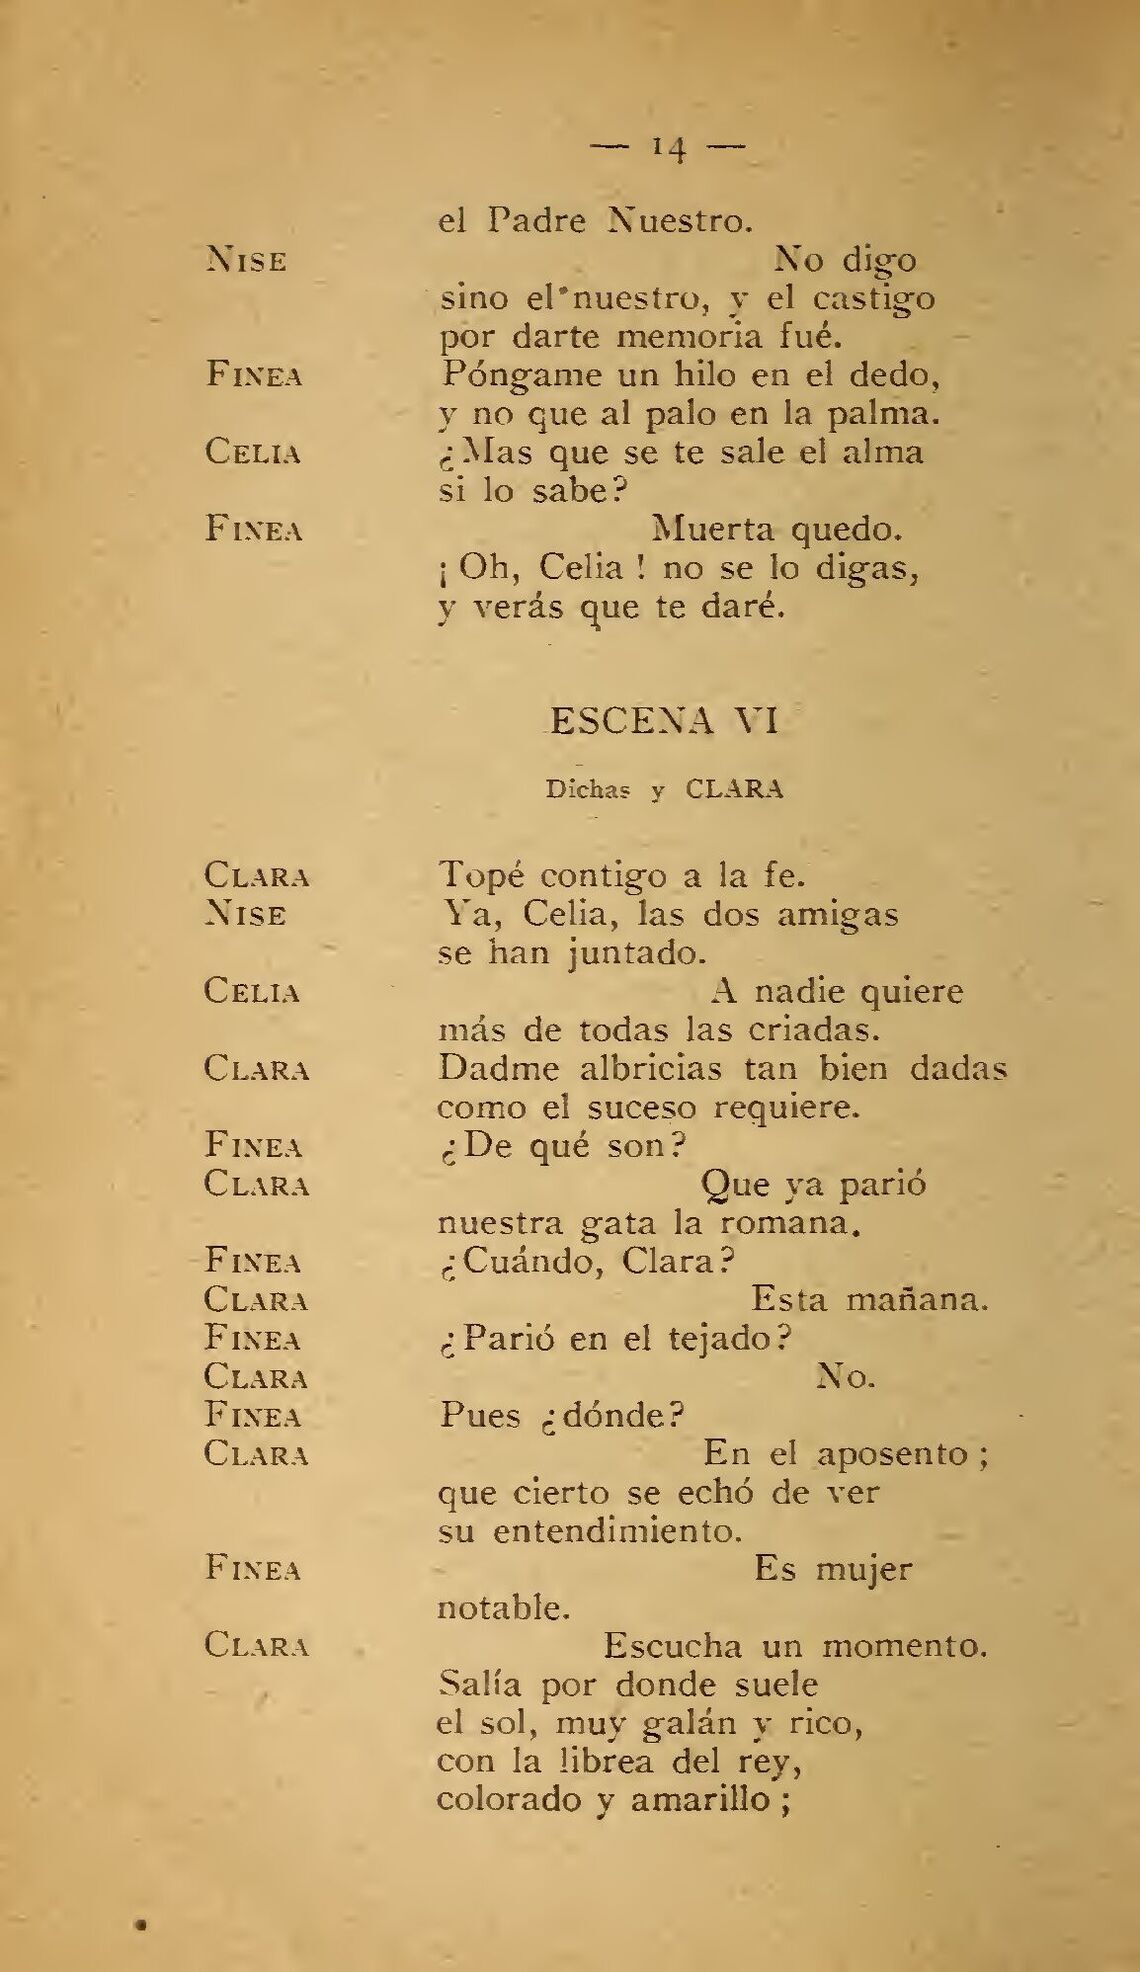 — 14 —
el Padre Nuestro.
NISE No digo
sino el nuestro, y el castigo
por darte memoria fué.
FINEA Póngame un hilo en el dedo,
y no que al palo en la palma.
CELIA ¿Mas que se te sale el alma
si lo sabe?
FINEA Muerta quedo.
¡Oh, Celia! no se lo digas,
y verás que te daré.
ESCENA VI
Dichas y CLARA
CLARA Topé contigo a la fe.
NISE Ya, Celia, las dos amigas
se han juntado.
CELIA A nadie quiere
más de todas las criadas.
CLARA Dadme albricias tan bien dadas
como el suceso requiere.
FINEA ¿De qué son?
CLARA Que ya parió
nuestra gata la romana.
FINEA ¿Cuándo, Clara?
CLARA Esta mañana.
FINEA ¿Parió en el tejado?
CLARA No.
FINEA Pues ¿dónde?
CLARA En el aposento;
que cierto se echó de ver
su entendimiento.
FINEA Es mujer
notable.
CLARA Escucha un momento.
Salía por donde suele
el sol, muy galán y rico,
con la librea del rey,
colorado y amarillo;